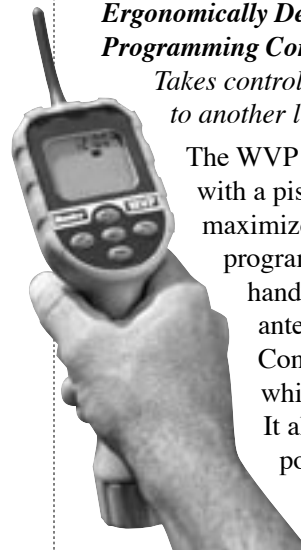 Ergonomically De
Programming Con
Takes control
to another l
The WVP
with a pis
maximize
program
hand
ante
Con
whi
It al
po
WVP